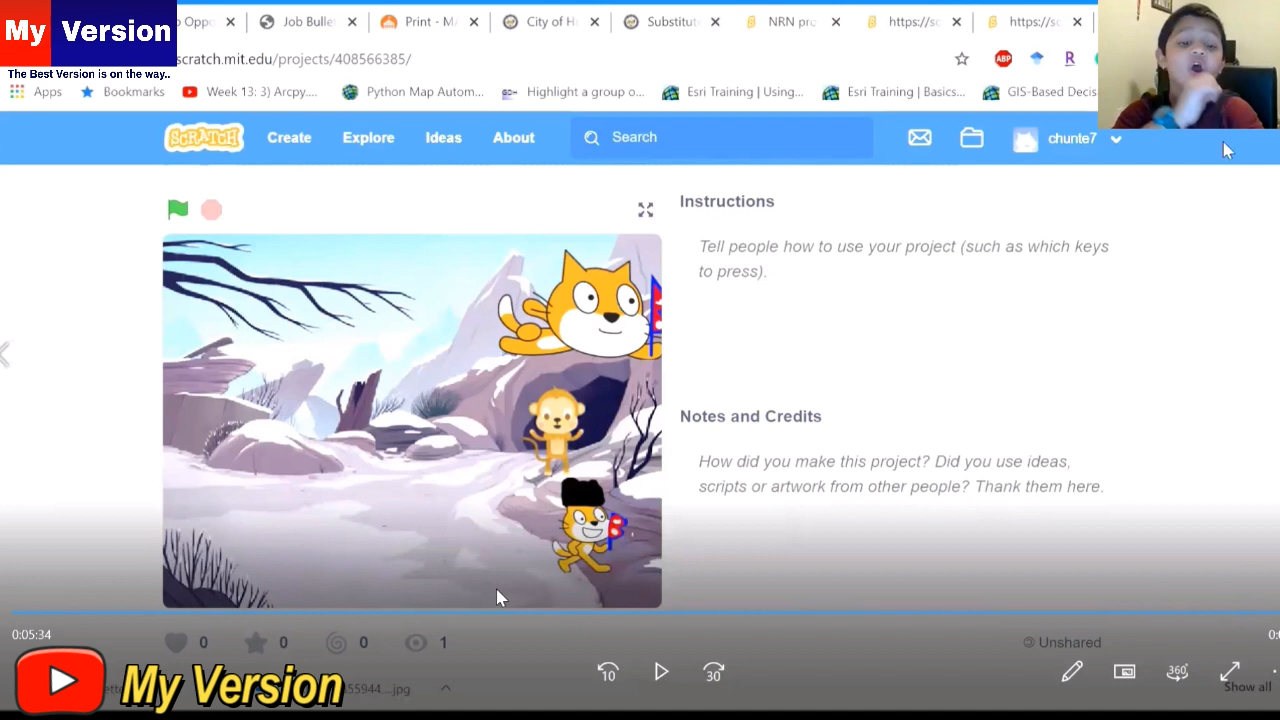 My Version
The Best Version is on the way..
Job Bulle
Print - M
City of H
Substitut
NRN pro
https://sc
https://sc
scratch.mit.edu/projects/408566385/
ABP
R
Apps
Bookmarks
Week 13: 3) Arcpy....
Python Map Autom...
Highlight a group o...
Esri Training | Using...
Esri Training | Basics...
GIS-Based Decis
SCRATCH
Create
Explore
Ideas
About
Search
chunte7
Instructions
Tell people how to use your project (such as which keys
to press).
Notes and Credits
How did you make this project? Did you use ideas,
scripts or artwork from other people? Thank them here.
0:05:34
0
0
0
1
Unshared
10
30
360
My Version
55944....jpg
Show all